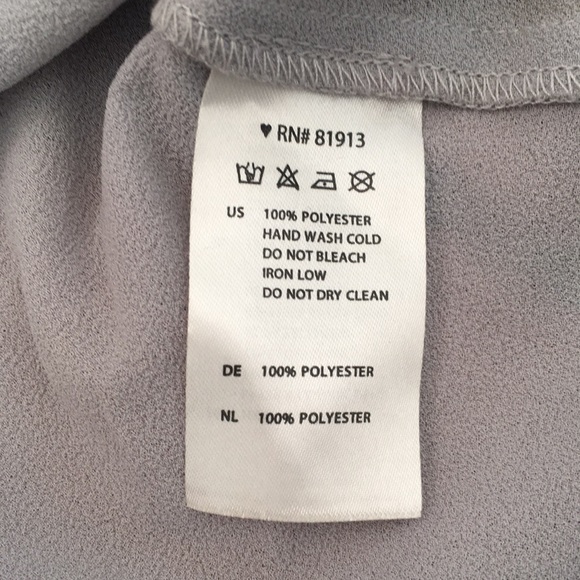 ♥ RN# 81913
US 100% POLYESTER
HAND WASH COLD
DO NOT BLEACH
IRON LOW
DO NOT DRY CLEAN
DE 100% POLYESTER
NL 100% POLYESTER